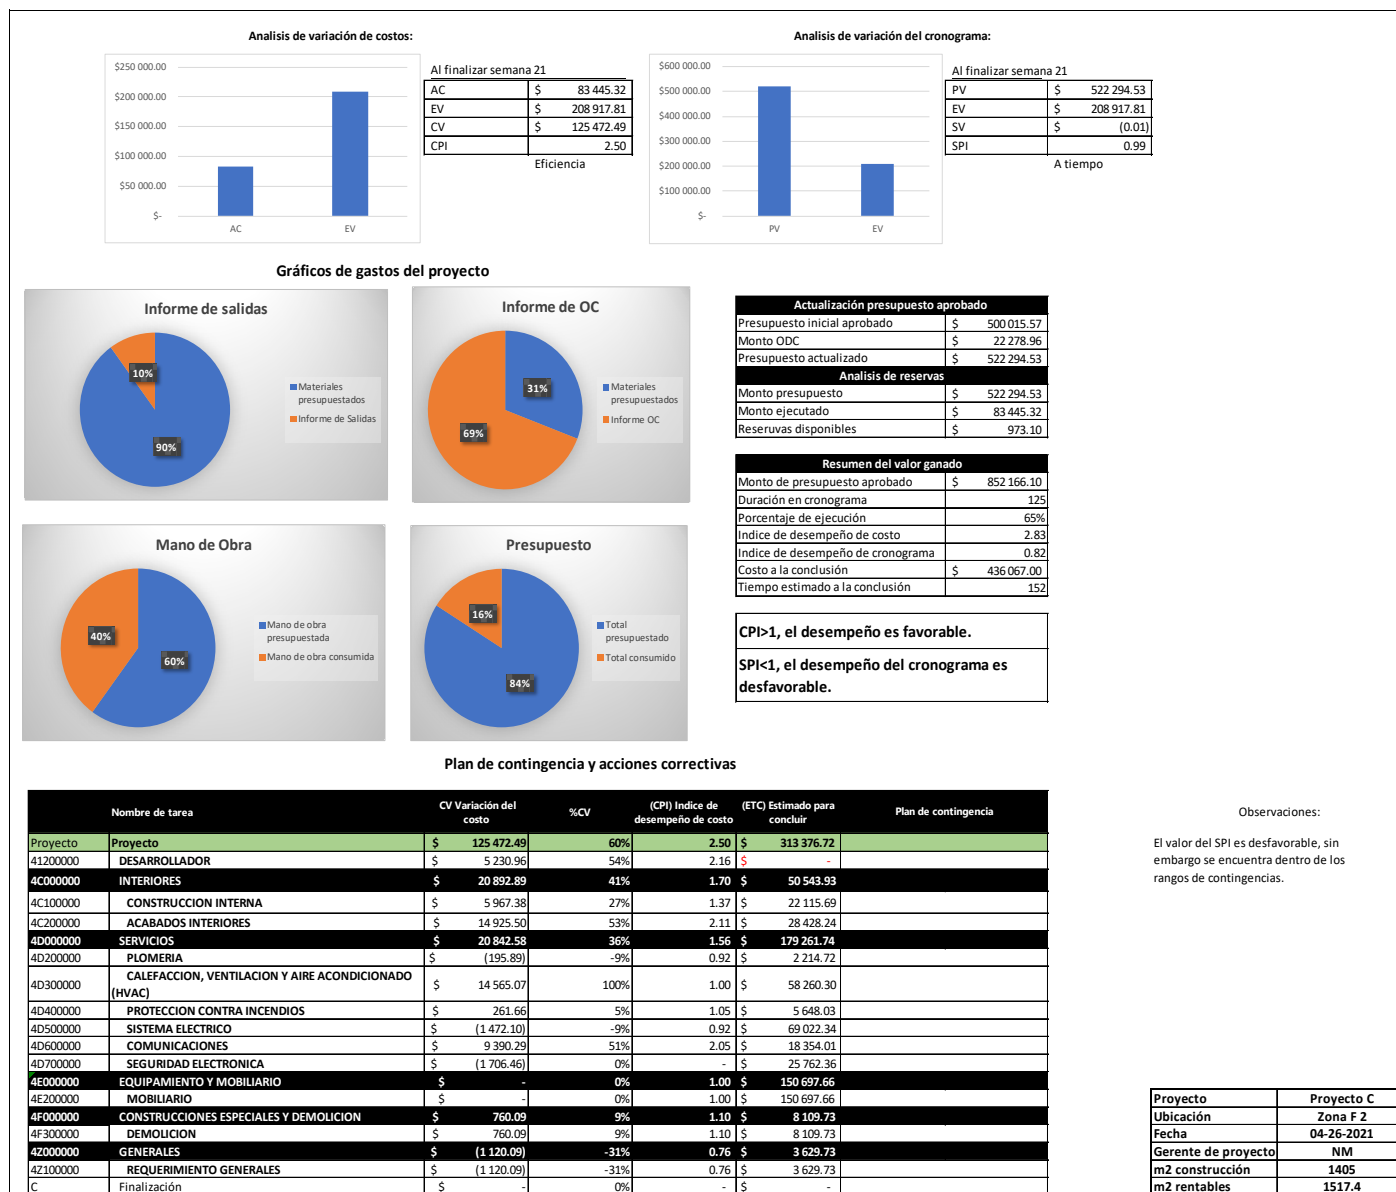 Analisis de variación de costos:
$250 000.00
$200 000.00
$150 000.00
$100 000.00
$50 000.00
$-
AC
EV
Al finalizar semana 21
AC $ 83 445.32
EV $ 208 917.81
CV $ 125 472.49
CPI 2.50
Eficiencia
Analisis de variación del cronograma:
$600 000.00
$500 000.00
$400 000.00
$300 000.00
$200 000.00
$100 000.00
$-
PV
EV
Al finalizar semana 21
PV $ 522 294.53
EV $ 208 917.81
SV $ (0.01)
SPI 0.99
A tiempo
Gráficos de gastos del proyecto
Informe de salidas
10%
90%
Materiales
presupuestados
Informe de Salidas
Informe de OC
31%
69%
Materiales
presupuestados
Informe OC
Actualización presupuesto aprobado
Presupuesto inicial aprobado $ 500 015.57
Monto ODC $ 22 278.96
Presupuesto actualizado $ 522 294.53
Analisis de reservas
Monto presupuesto $ 522 294.53
Monto ejecutado $ 83 445.32
Reseruvas disponibles $ 973.10
Resumen del valor ganado
Monto de presupuesto aprobado $ 852 166.10
Duración en cronograma 125
Porcentaje de ejecución 65%
Indice de desempeño de costo 2.83
Indice de desempeño de cronograma 0.82
Costo a la conclusión $ 436 067.00
Tiempo estimado a la conclusión 152
Mano de Obra
40%
60%
Mano de obra
presupuestada
Mano de obra consumida
Presupuesto
16%
84%
Total
presupuestado
Total consumido
CPI>1, el desempeño es favorable.
SPI<1, el desempeño del cronograma es
desfavorable.
Plan de contingencia y acciones correctivas
Nombre de tarea
CV Variación del
costo
%CV
(CPI) Indice de
desempeño de costo
(ETC) Estimado para
concluir
Plan de contingencia
Proyecto Proyecto $ 125 472.49 60% 2.50 $ 313 376.72
41200000 DESARROLLADOR $ 5 230.96 54% 2.16 $ -
4C000000 INTERIORES $ 20 892.89 41% 1.70 $ 50 543.93
4C100000 CONSTRUCCION INTERNA $ 5 967.38 27% 1.37 $ 22 115.69
4C200000 ACABADOS INTERIORES $ 14 925.50 53% 2.11 $ 28 428.24
4D000000 SERVICIOS $ 20 842.58 36% 1.56 $ 179 261.74
4D200000 PLOMERIA $ (195.89) -9% 0.92 $ 2 214.72
4D300000 CALEFACCION, VENTILACION Y AIRE ACONDICIONADO
(HVAC) $ 14 565.07 100% 1.00 $ 58 260.30
4D400000 PROTECCION CONTRA INCENDIOS $ 261.66 5% 1.05 $ 5 648.03
4D500000 SISTEMA ELECTRICO $ (1 472.10) -9% 0.92 $ 69 022.34
4D600000 COMUNICACIONES $ 9 390.29 51% 2.05 $ 18 354.01
4D700000 SEGURIDAD ELECTRONICA $ (1 706.46) 0% - $ 25 762.36
4E000000 EQUIPAMIENTO Y MOBILIARIO $ - 0% 1.00 $ 150 697.66
4E200000 MOBILIARIO $ - 0% 1.00 $ 150 697.66
4F000000 CONSTRUCCIONES ESPECIALES Y DEMOLICION $ 760.09 9% 1.10 $ 8 109.73
4F300000 DEMOLICION $ 760.09 9% 1.10 $ 8 109.73
4Z000000 GENERALES $ (1 120.09) -31% 0.76 $ 3 629.73
4Z100000 REQUERIMIENTO GENERALES $ (1 120.09) -31% 0.76 $ 3 629.73
C Finalización $ - 0% - $ -
Observaciones:
El valor del SPI es desfavorable, sin
embargo se encuentra dentro de los
rangos de contingencias.
Proyecto Proyecto C
Ubicación Zona F 2
Fecha 04-26-2021
Gerente de proyecto NM
m2 construcción 1405
m2 rentables 1517.4